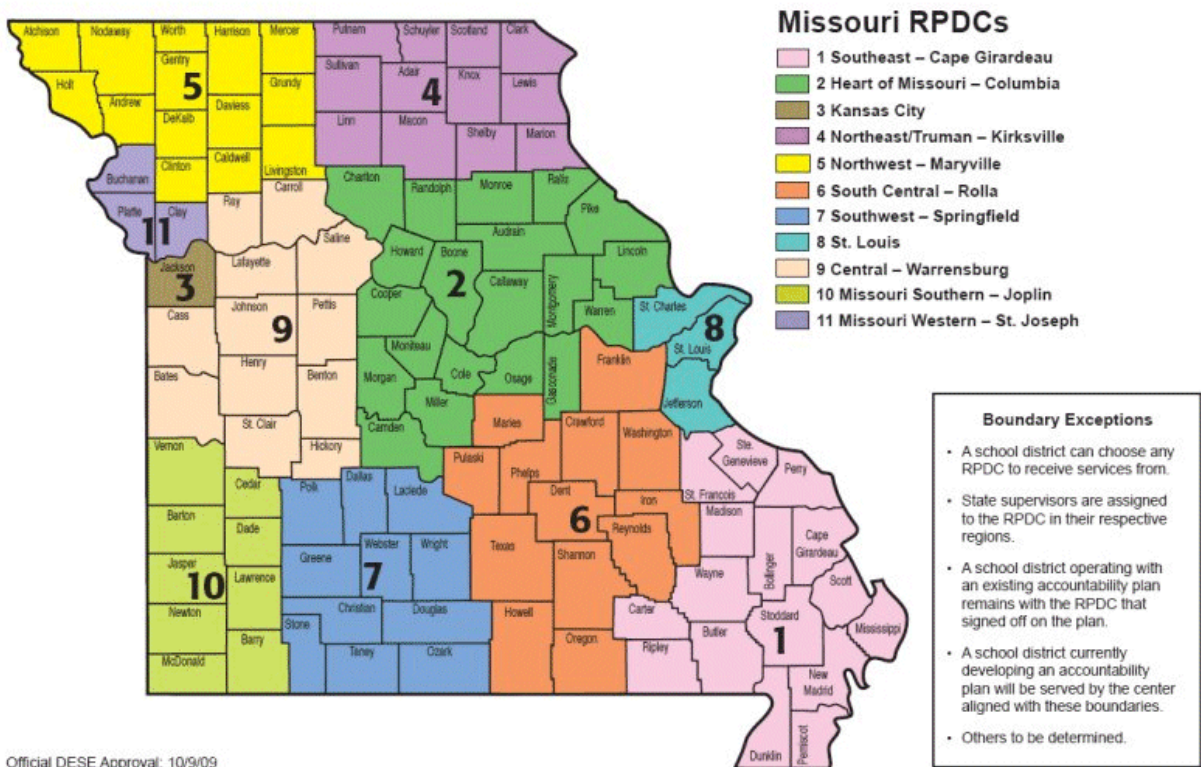 Missouri RPDCs
1 Southeast – Cape Girardeau
2 Heart of Missouri – Columbia
3 Kansas City
4 Northeast/Truman – Kirksville
5 Northwest – Maryville
6 South Central – Rolla
7 Southwest – Springfield
8 St. Louis
9 Central – Warrensburg
10 Missouri Southern – Joplin
11 Missouri Western – St. Joseph
Atchison
Nodaway
Worth
Harrison
Mercer
Putnam
Schuyler
Scotland
Clark
Gentry
Sullivan
Adair
Knox
Lewis
Holt
Andrew
5
Grundy
4
DeKalb
Daviess
Linn
Macon
Shelby
Marion
Buchanan
Clinton
Caldwell
Livingston
Chariton
Randolph
Monroe
Ralls
Carroll
Platte
Clay
11
Ray
Pike
Audrain
Saline
Howard
Boone
Lincoln
Jackson
3
Lafayette
Callaway
2
Montgomery
Cooper
Warren
St. Charles
8
Cass
Johnson
9
Pettis
Moniteau
St. Louis
Henry
Franklin
Bates
Benton
Morgan
Cole
Osage
Gasconade
Miller
Jefferson
St. Clair
Camden
Maries
Crawford
Washington
Vernon
Hickory
Ste.
Genevieve
Pulaski
Phelps
Perry
Cedar
Polk
Dallas
Laclede
Dent
Iron
St. Francois
Madison
Barton
Dade
6
Reynolds
Cape
Girardeau
Greene
Webster
Wright
Texas
Shannon
Jasper
10
Lawrence
7
Wayne
Bollinger
Scott
Newton
Christian
Douglas
Howell
Carter
Stoddard
1
Mississippi
Stone
Barry
Taney
Ozark
Oregon
Ripley
Butler
McDonald
New
Madrid
Dunklin
Pemiscot
Boundary Exceptions
• A school district can choose any
RPDC to receive services from.
• State supervisors are assigned
to the RPDC in their respective
regions.
• A school district operating with
an existing accountability plan
remains with the RPDC that
signed off on the plan.
• A school district currently
developing an accountability
plan will be served by the center
aligned with these boundaries.
• Others to be determined.
Official DESE Approval: 10/9/09